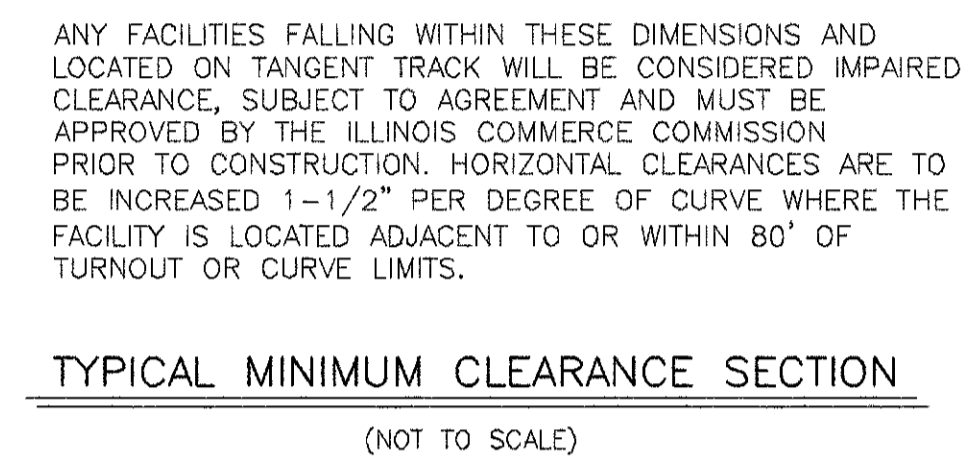 ANY FACILITIES FALLING WITHIN THESE DIMENSIONS AND
LOCATED ON TANGENT TRACK WILL BE CONSIDERED IMPAIRED
CLEARANCE, SUBJECT TO AGREEMENT AND MUST BE
APPROVED BY THE ILLINOIS COMMERCE COMMISSION
PRIOR TO CONSTRUCTION. HORIZONTAL CLEARANCES ARE TO
BE INCREASED 1-1/2" PER DEGREE OF CURVE WHERE THE
FACILITY IS LOCATED ADJACENT TO OR WITHIN 80' OF
TURNOUT OR CURVE LIMITS.
TYPICAL MINIMUM CLEARANCE SECTION
(NOT TO SCALE)